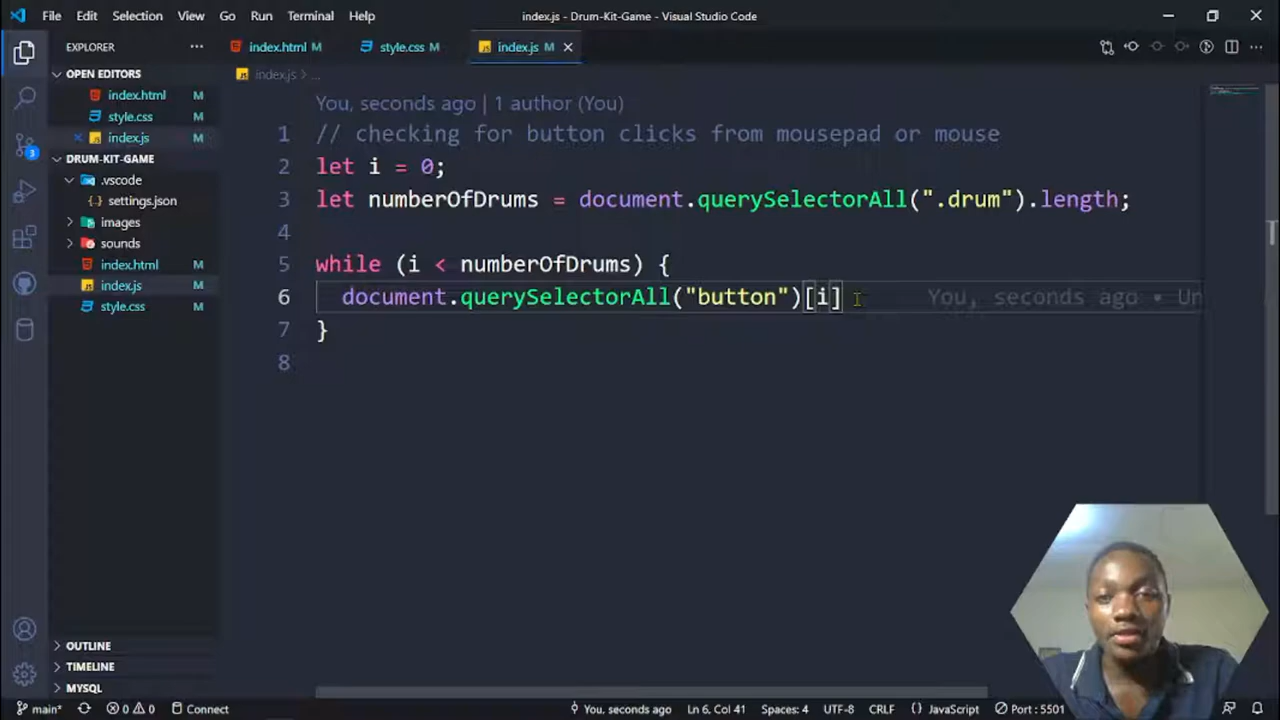 File Edit Selection View Go Run Terminal Help
index.js - Drum-Kit-Game - Visual Studio Code
EXPLORER
index.html M
style.css M
index.js M
OPEN EDITORS
index.html M
style.css M
index.js M
DRUM-KIT-GAME
.vscode
settings.json
images
sounds
index.html M
index.js M
style.css M
OUTLINE
TIMELINE
MYSQL
3
index.js > ...
You, seconds ago | 1 author (You)
1 // checking for button clicks from mousepad or mouse
2 let i = 0;
3 let numberOfDrums = document.querySelectorAll(".drum").length;
4
5 while (i < numberOfDrums) {
6 document.querySelectorAll("button")[i] You, seconds ago • Un
7 }
8
main* 0 0 Connect
You, seconds ago Ln 6, Col 41 Spaces: 4 UTF-8 CRLF {} JavaScript Port : 5501